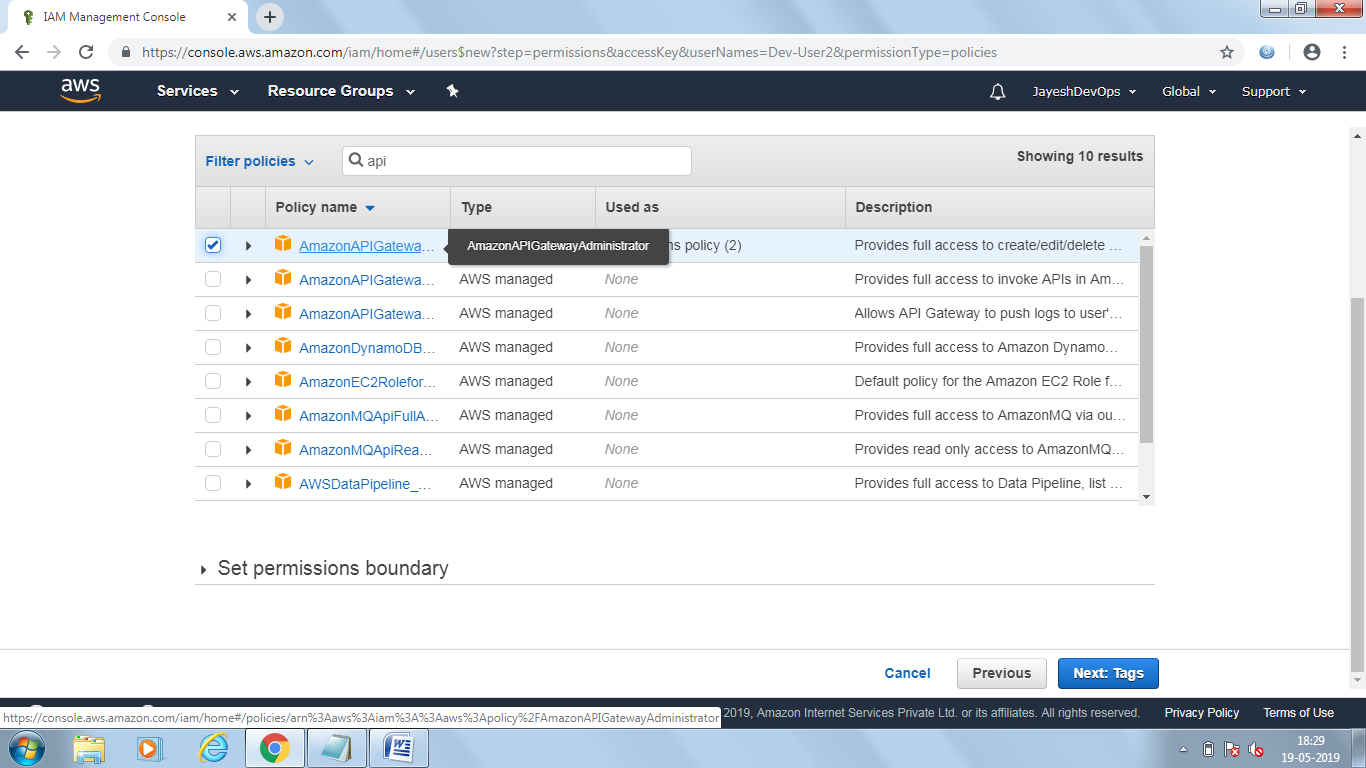 IAM Management Console
https://console.aws.amazon.com/iam/home#/users$new?step=permissions&accessKey&userNames=Dev-User2&permissionType=policies
aws Services Resource Groups JayeshDevOps Global Support
Filter policies api Showing 10 results
Policy name Type Used as Description
AmazonAPIGatewa... AmazonAPIGatewayAdministrator ns policy (2) Provides full access to create/edit/delete ...
AmazonAPIGatewa... AWS managed None Provides full access to invoke APIs in Am...
AmazonAPIGatewa... AWS managed None Allows API Gateway to push logs to user'...
AmazonDynamoDB... AWS managed None Provides full access to Amazon Dynamo...
AmazonEC2Rolefor... AWS managed None Default policy for the Amazon EC2 Role f...
AmazonMQApiFullA... AWS managed None Provides full access to AmazonMQ via ou...
AmazonMQApiRea... AWS managed None Provides read only access to AmazonMQ...
AWSDataPipeline_... AWS managed None Provides full access to Data Pipeline, list ...
Set permissions boundary
Cancel Previous Next: Tags
2019, Amazon Internet Services Private Ltd. or its affiliates. All rights reserved. Privacy Policy Terms of Use
https://console.aws.amazon.com/iam/home#/policies/arn%3Aaws%3Aiam%3A%3Aaws%3Apolicy%2FAmazonAPIGatewayAdministrator
18:29
19-05-2019